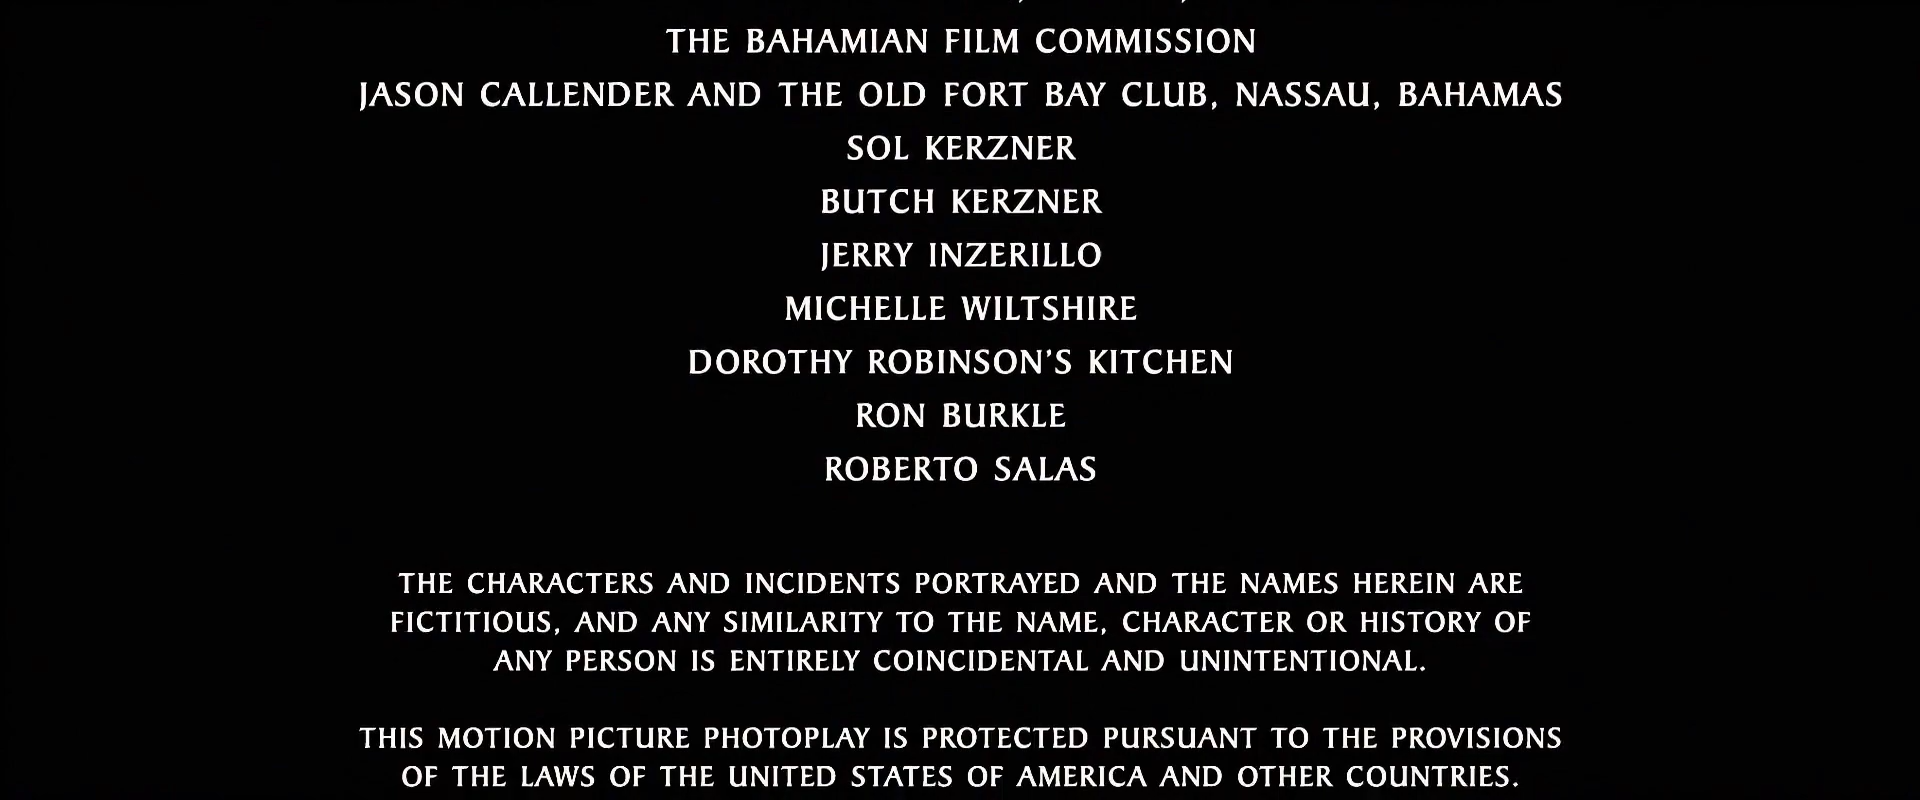 THE BAHAMIAN FILM COMMISSION
JASON CALLENDER AND THE OLD FORT BAY CLUB, NASSAU, BAHAMAS
SOL KERZNER
BUTCH KERZNER
JERRY INZERILLO
MICHELLE WILTSHIRE
DOROTHY ROBINSON'S KITCHEN
RON BURKLE
ROBERTO SALAS
THE CHARACTERS AND INCIDENTS PORTRAYED AND THE NAMES HEREIN ARE
FICTITIOUS, AND ANY SIMILARITY TO THE NAME, CHARACTER OR HISTORY OF
ANY PERSON IS ENTIRELY COINCIDENTAL AND UNINTENTIONAL.
THIS MOTION PICTURE PHOTOPLAY IS PROTECTED PURSUANT TO THE PROVISIONS
OF THE LAWS OF THE UNITED STATES OF AMERICA AND OTHER COUNTRIES.